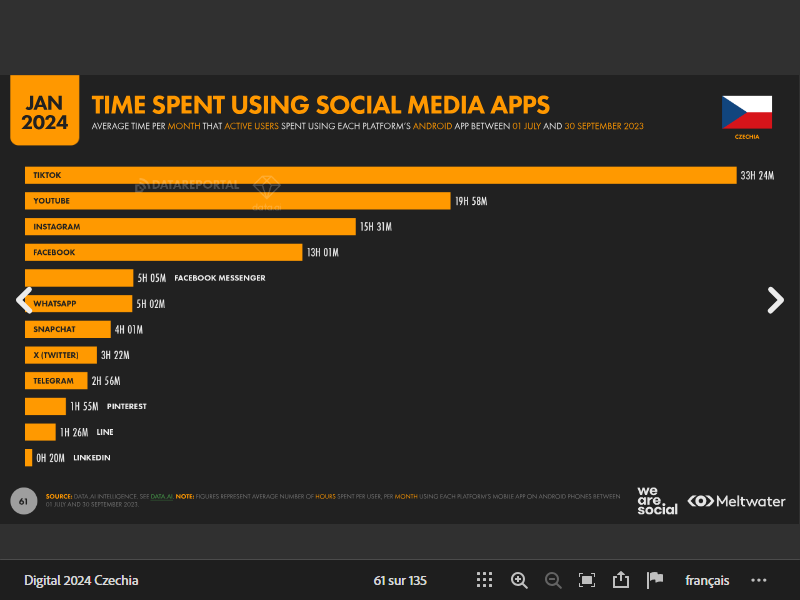 JAN
2024
TIME SPENT USING SOCIAL MEDIA APPS
AVERAGE TIME PER MONTH THAT ACTIVE USERS SPENT USING EACH PLATFORM'S ANDROID APP BETWEEN 01 JULY AND 30 SEPTEMBER 2023
CZECHIA
TIKTOK 33H 24M
DATAREPORTAL
YOUTUBE 19H 58M
INSTAGRAM 15H 31M
FACEBOOK 13H 01M
5H 05M FACEBOOK MESSENGER
WHATSAPP 5H 02M
SNAPCHAT 4H 01M
X (TWITTER) 3H 22M
TELEGRAM 2H 56M
1H 55M PINTEREST
1H 26M LINE
0H 20M LINKEDIN
61
SOURCE: DATA.AI INTELLIGENCE. SEE DATA.AI. NOTE: FIGURES REPRESENT AVERAGE NUMBER OF HOURS SPENT PER USER, PER MONTH USING EACH PLATFORM'S MOBILE APP ON ANDROID PHONES BETWEEN
01 JULY AND 30 SEPTEMBER 2023.
we
are
social
Meltwater
Digital 2024 Czechia 61 sur 135 français